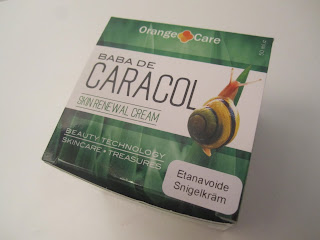 Orange Care
BABA DE
CARACOL
SKIN RENEWAL CREAM
BEAUTY TECHNOLOGY
SKINCARE • TREASURES
Etanavoide
Snigelkräm